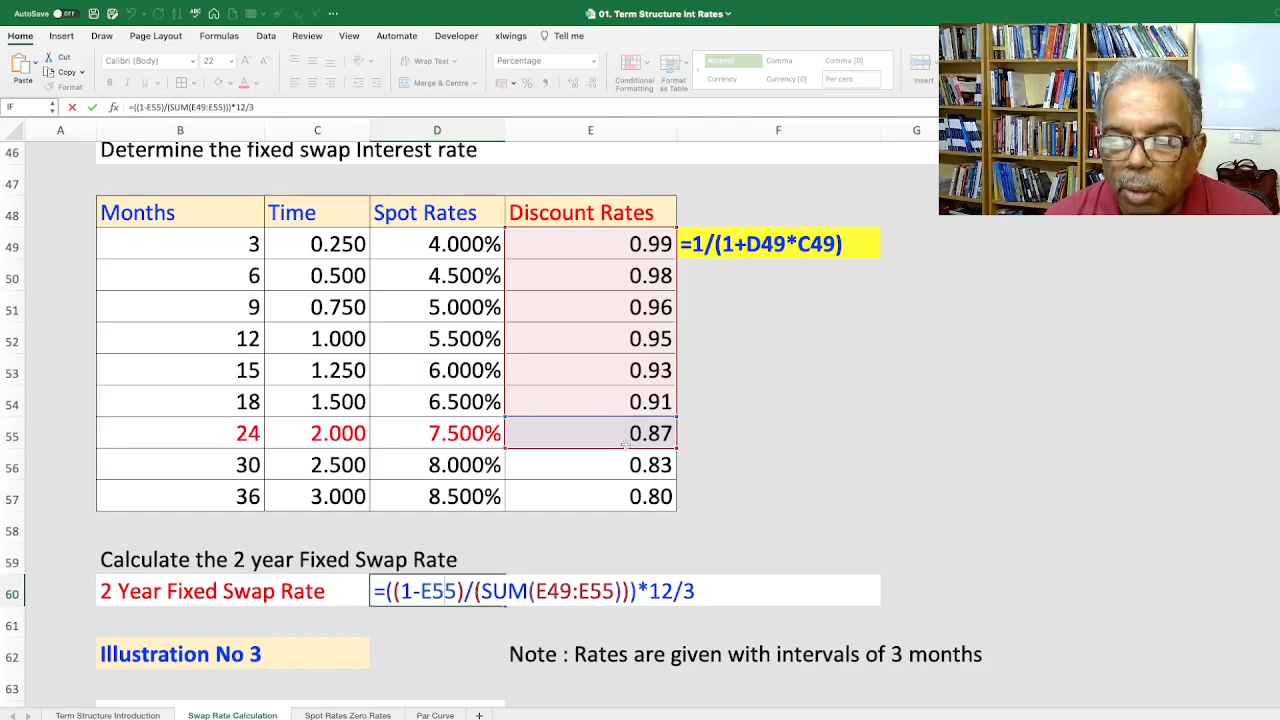 AutoSave OFF 01. Term Structure Int Rates
Home Insert Draw Page Layout Formulas Data Review View Automate Developer xlwings Tell me
Paste Cut Copy Format
Calibri (Body) 22 B I U A
Wrap Text Merge & Centre
Percentage %
Conditional Formatting Format as Table
Accent6 Comma Comma [0]
Currency Currency [0] Per cent
Insert
IF fx =((1-E55)/(SUM(E49:E55)))*12/3
A B C D E F G
46 Determine the fixed swap Interest rate
47
48 Months Time Spot Rates Discount Rates
49 3 0.250 4.000% 0.99 =1/(1+D49*C49)
50 6 0.500 4.500% 0.98
51 9 0.750 5.000% 0.96
52 12 1.000 5.500% 0.95
53 15 1.250 6.000% 0.93
54 18 1.500 6.500% 0.91
55 24 2.000 7.500% 0.87
56 30 2.500 8.000% 0.83
57 36 3.000 8.500% 0.80
58
59 Calculate the 2 year Fixed Swap Rate
60 2 Year Fixed Swap Rate =((1-E55)/(SUM(E49:E55)))*12/3
61
62 Illustration No 3 Note : Rates are given with intervals of 3 months
63
Term Structure Introduction Swap Rate Calculation Spot Rates Zero Rates Par Curve +